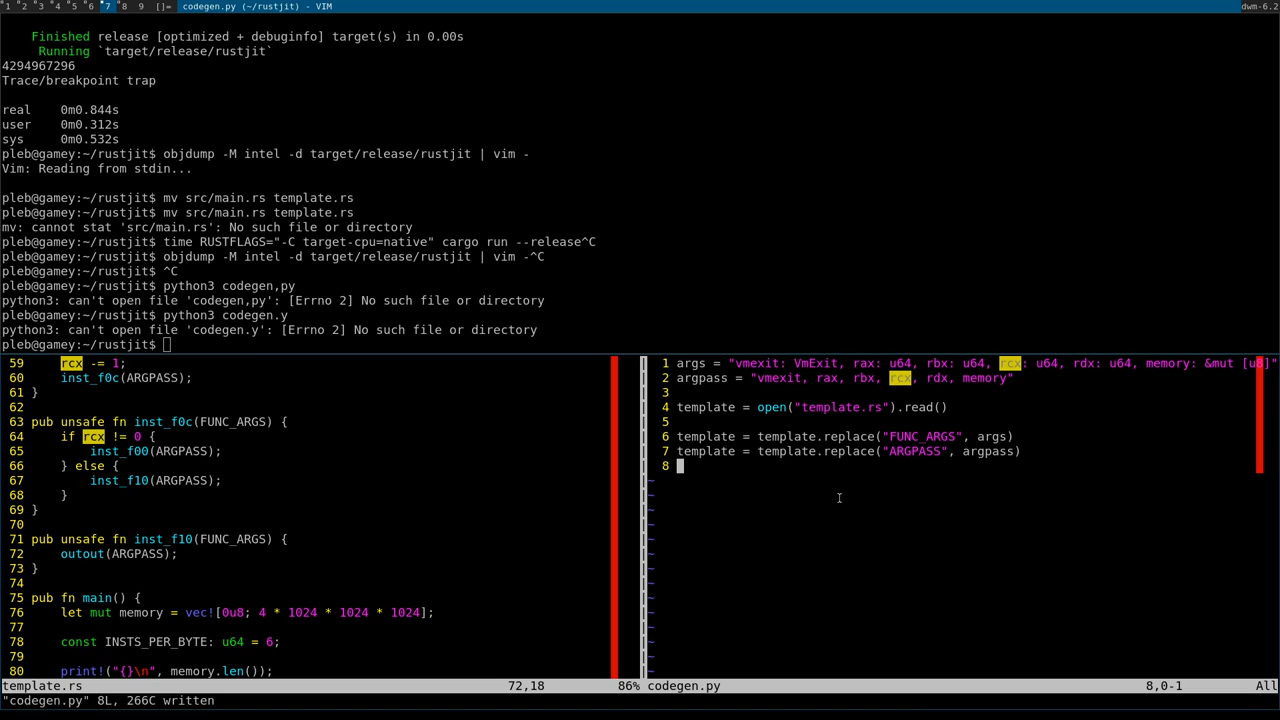 1 2 3 4 5 6 7 8 9 []= codegen.py (~/rustjit) - VIM dwm-6.2
Finished release [optimized + debuginfo] target(s) in 0.00s
Running `target/release/rustjit`
4294967296
Trace/breakpoint trap
real 0m0.844s
user 0m0.312s
sys 0m0.532s
pleb@gamey:~/rustjit$ objdump -M intel -d target/release/rustjit | vim -
Vim: Reading from stdin...
pleb@gamey:~/rustjit$ mv src/main.rs template.rs
pleb@gamey:~/rustjit$ mv src/main.rs template.rs
mv: cannot stat 'src/main.rs': No such file or directory
pleb@gamey:~/rustjit$ time RUSTFLAGS="-C target-cpu=native" cargo run --release^C
pleb@gamey:~/rustjit$ objdump -M intel -d target/release/rustjit | vim -^C
pleb@gamey:~/rustjit$ ^C
pleb@gamey:~/rustjit$ python3 codegen,py
python3: can't open file 'codegen,py': [Errno 2] No such file or directory
pleb@gamey:~/rustjit$ python3 codegen.y
python3: can't open file 'codegen.y': [Errno 2] No such file or directory
pleb@gamey:~/rustjit$
59 rcx -= 1;
60 inst_f0c(ARGPASS);
61 }
62
63 pub unsafe fn inst_f0c(FUNC_ARGS) {
64 if rcx != 0 {
65 inst_f00(ARGPASS);
66 } else {
67 inst_f10(ARGPASS);
68 }
69 }
70
71 pub unsafe fn inst_f10(FUNC_ARGS) {
72 outout(ARGPASS);
73 }
74
75 pub fn main() {
76 let mut memory = vec![0u8; 4 * 1024 * 1024 * 1024];
77
78 const INSTS_PER_BYTE: u64 = 6;
79
80 print!("{}\n", memory.len());
template.rs 72,18 86%
1 args = "vmexit: VmExit, rax: u64, rbx: u64, rcx: u64, rdx: u64, memory: &mut [u8]"
2 argpass = "vmexit, rax, rbx, rcx, rdx, memory"
3
4 template = open("template.rs").read()
5
6 template = template.replace("FUNC_ARGS", args)
7 template = template.replace("ARGPASS", argpass)
8
~
~
~
~
~
~
~
~
~
~
~
~
~
~
codegen.py 8,0-1 All
"codegen.py" 8L, 266C written